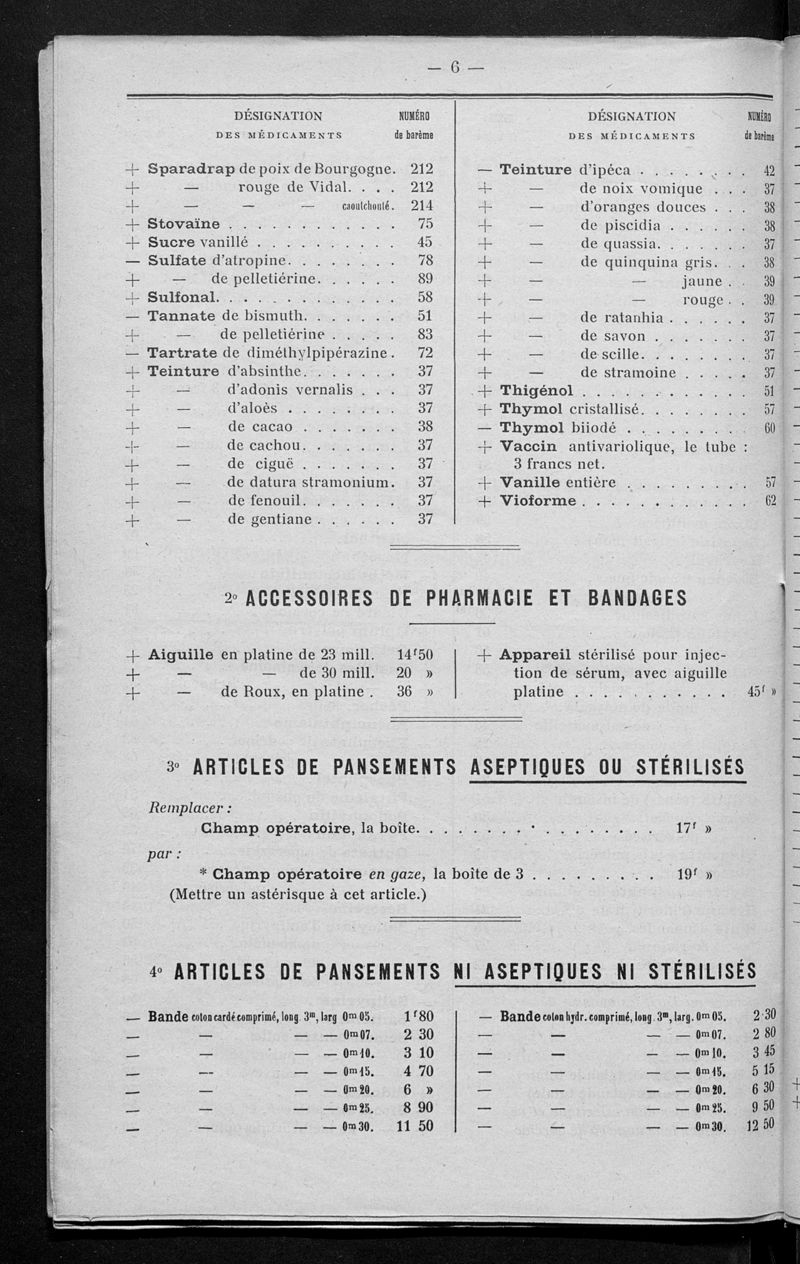 — 6 —
DÉSIGNATION
DES MÉDICAMENTS
NUMÉRO
de barème
+ Sparadrap de poix de Bourgogne. 212
+ — rouge de Vidal. . . . 212
+ — — — caoutchouté. 214
+ Stovaïne . . . . . . . . . . . . 75
+ Sucre vanillé . . . . . . . . . . 45
— Sulfate d'atropine. . . . . . . . 78
+ — de pelletiérine. . . . . . 89
+ Sulfonal. . . . . . . . . . . . . 58
— Tannate de bismuth. . . . . . . 51
+ — de pelletiérine . . . . . 83
— Tartrate de diméthylpipérazine. 72
+ Teinture d'absinthe. . . . . . . 37
+ — d'adonis vernalis . . . 37
+ — d'aloès . . . . . . . . 37
+ — de cacao . . . . . . . 38
+ — de cachou. . . . . . . 37
+ — de ciguë . . . . . . . 37
+ — de datura stramonium. 37
+ — de fenouil. . . . . . . 37
+ — de gentiane . . . . . . 37
DÉSIGNATION
DES MÉDICAMENTS
NUMÉRO
de barème
— Teinture d'ipéca . . . . . . . . 42
+ — de noix vomique . . . 37
+ — d'oranges douces . . . 38
+ — de piscidia . . . . . . 38
+ — de quassia. . . . . . . 37
+ — de quinquina gris. . . 38
+ — — jaune . . 39
+ — — rouge . . 39
+ — de ratanhia . . . . . . 37
+ — de savon . . . . . . . 37
+ — de scille. . . . . . . . 37
+ — de stramoine . . . . . 37
+ Thigénol . . . . . . . . . . . . 51
+ Thymol cristallisé. . . . . . . . 57
— Thymol biiodé . . . . . . . . . 60
+ Vaccin antivariolique, le tube :
3 francs net.
+ Vanille entière . . . . . . . . . 57
+ Vioforme . . . . . . . . . . . . 62
2º ACCESSOIRES DE PHARMACIE ET BANDAGES
+ Aiguille en platine de 23 mill. 14ᶠ50
+ — — de 30 mill. 20 »
+ — de Roux, en platine . 36 »
+ Appareil stérilisé pour injec-
tion de sérum, avec aiguille
platine . . . . . . . . . . . 45ᶠ »
3º ARTICLES DE PANSEMENTS ASEPTIQUES OU STÉRILISÉS
Remplacer :
Champ opératoire, la boîte. . . . . . . . . . . . . . . . . 17ᶠ »
par :
* Champ opératoire en gaze, la boîte de 3 . . . . . . . . . 19ᶠ »
(Mettre un astérisque à cet article.)
4º ARTICLES DE PANSEMENTS NI ASEPTIQUES NI STÉRILISÉS
— Bande coton cardé comprimé, long. 3ᵐ, larg 0ᵐ05. 1ᶠ80
— — — — 0ᵐ07. 2 30
— — — — 0ᵐ10. 3 10
— — — — 0ᵐ15. 4 70
— — — — 0ᵐ20. 6 »
— — — — 0ᵐ25. 8 90
— — — — 0ᵐ30. 11 50
— Bande coton hydr. comprimé, long. 3ᵐ, larg. 0ᵐ05. 2 30
— — — — 0ᵐ07. 2 80
— — — — 0ᵐ10. 3 45
— — — — 0ᵐ15. 5 15
— — — — 0ᵐ20. 6 30
— — — — 0ᵐ25. 9 50
— — — — 0ᵐ30. 12 50